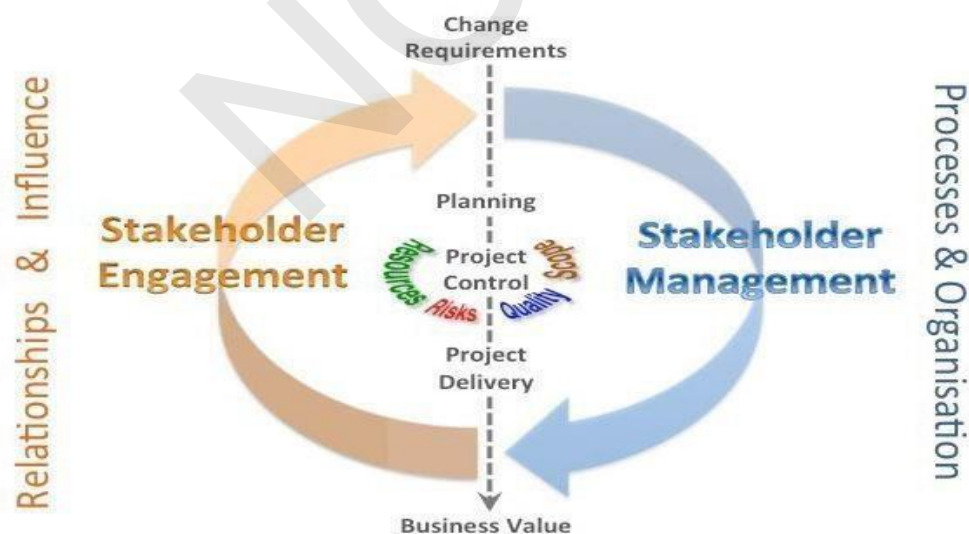 Change
Requirements
Relationships & Influence
Processes & Organisation
Planning
Stakeholder
Engagement
Stakeholder
Management
Project
Control
Resources
Risks
Quality
Scope
Project
Delivery
Business Value